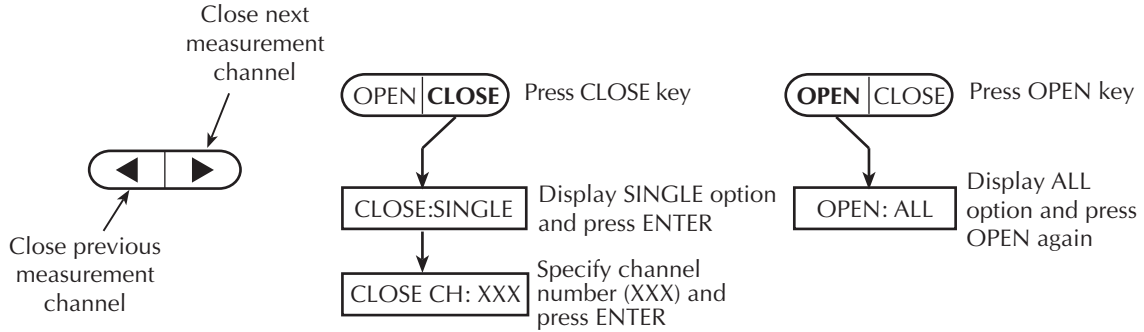 Close next
measurement
channel
Close previous
measurement
channel
OPEN CLOSE Press CLOSE key
CLOSE:SINGLE
Display SINGLE option
and press ENTER
CLOSE CH: XXX
Specify channel
number (XXX) and
press ENTER
OPEN CLOSE Press OPEN key
OPEN: ALL
Display ALL
option and press
OPEN again